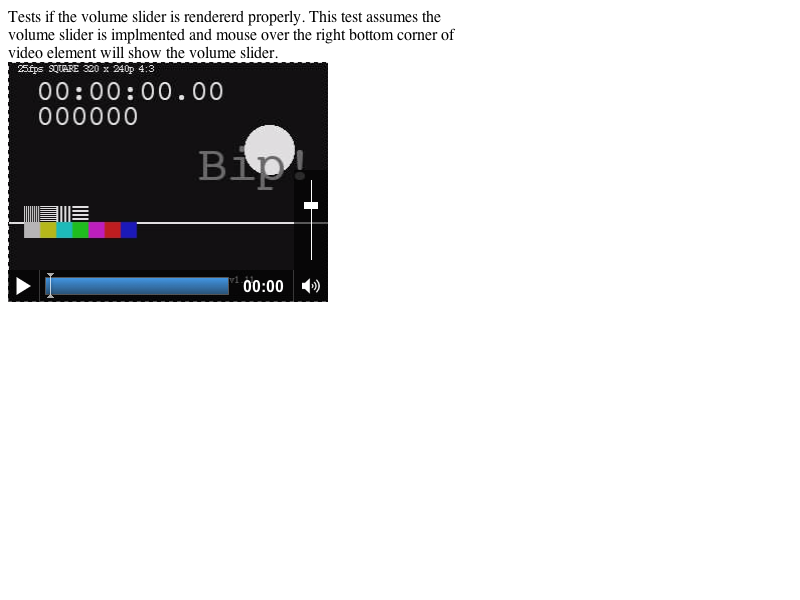 Tests if the volume slider is rendererd properly. This test assumes the
volume slider is implmented and mouse over the right bottom corner of
video element will show the volume slider.
25fps SQUARE 320 x 240p 4:3
00:00:00.00
000000
Bip!
00:00